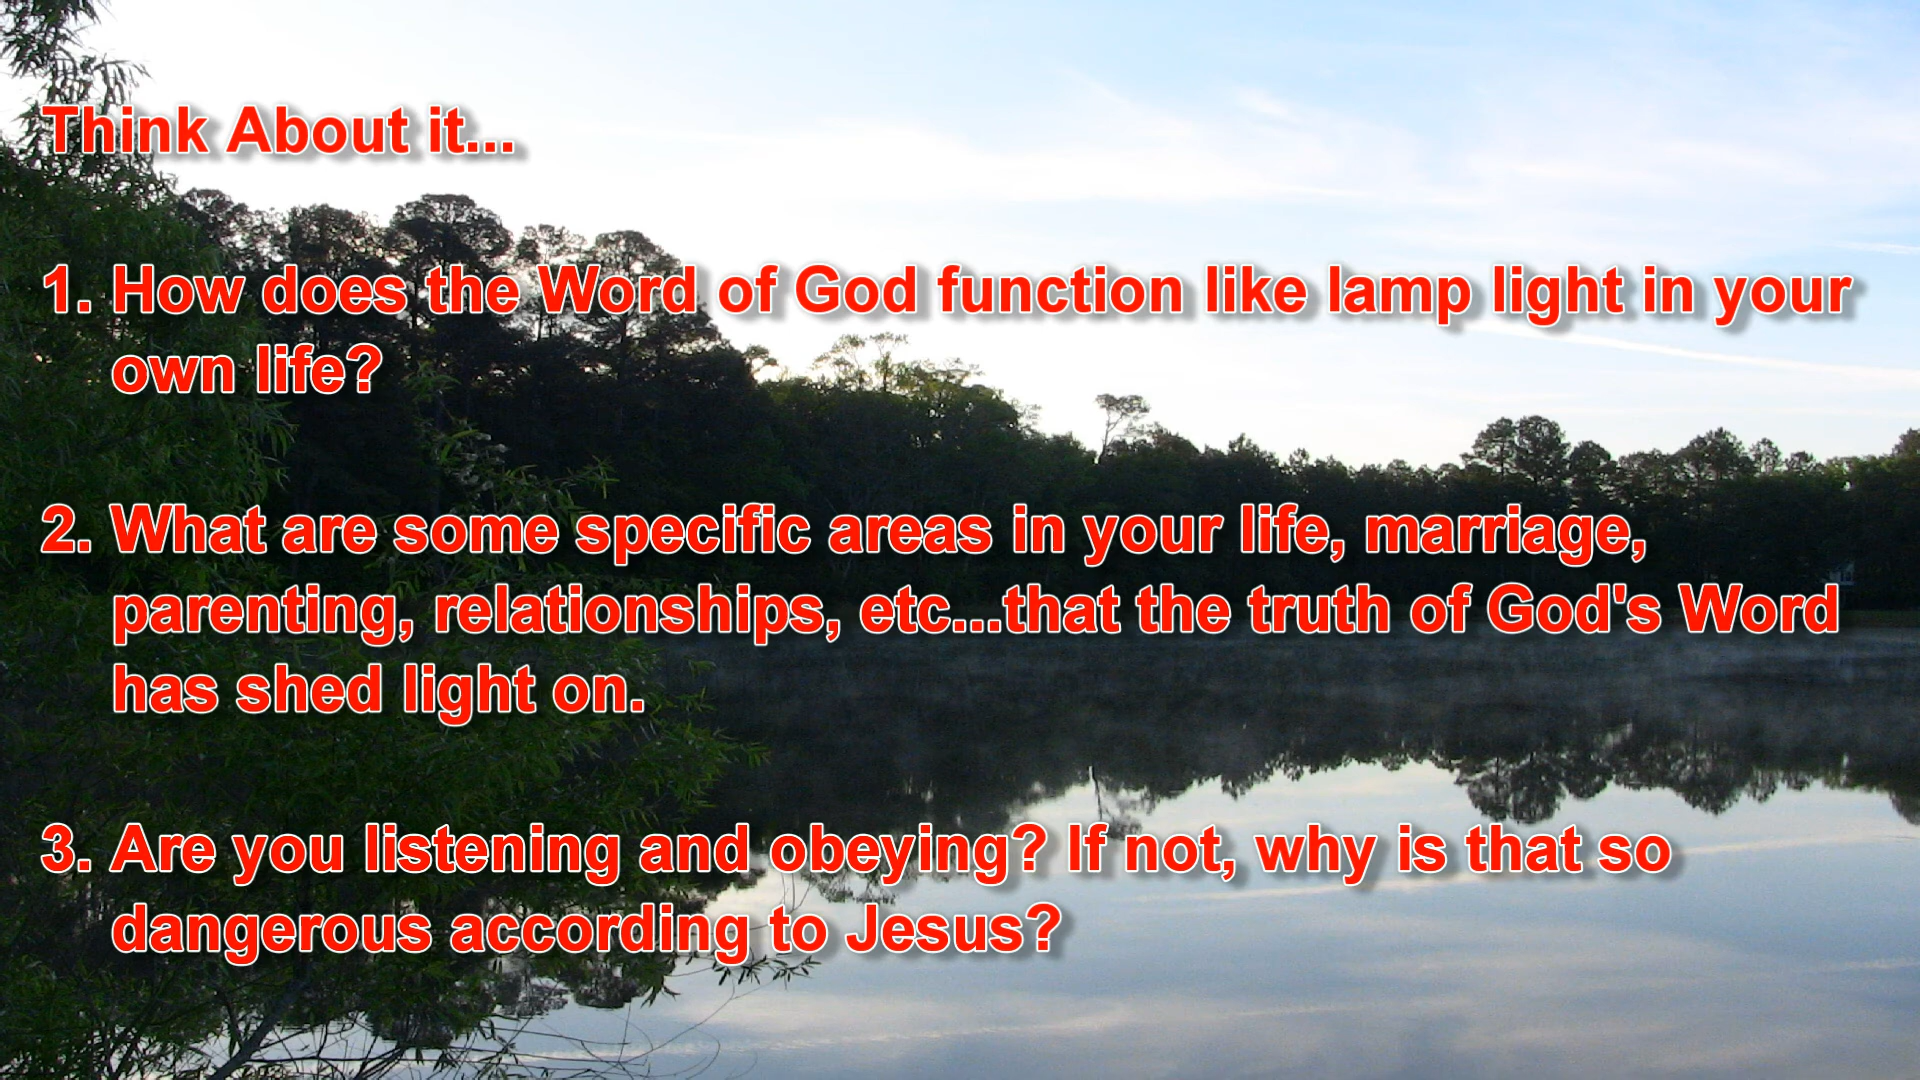 Think About it...
1. How does the Word of God function like lamp light in your
own life?
2. What are some specific areas in your life, marriage,
parenting, relationships, etc...that the truth of God's Word
has shed light on.
3. Are you listening and obeying? If not, why is that so
dangerous according to Jesus?